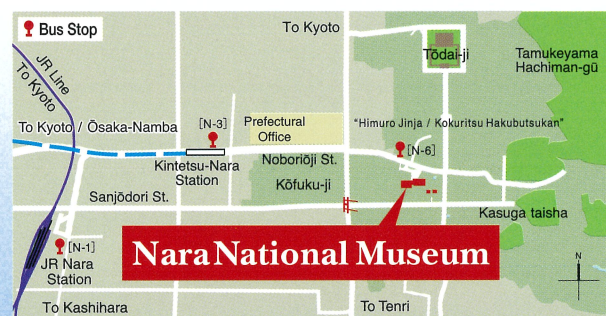 Bus Stop
To Kyoto
Tōdai-ji
Tamukeyama
Hachiman-gū
JR Line
To Kyoto
To Kyoto / Ōsaka-Namba
[N-3]
Prefectural
Office
"Himuro Jinja / Kokuritsu Hakubutsukan"
[N-6]
Kintetsu-Nara
Station
Noboriōji St.
Kōfuku-ji
Sanjōdori St.
Kasuga taisha
[N-1]
JR Nara
Station
Nara National Museum
N
To Kashihara
To Tenri